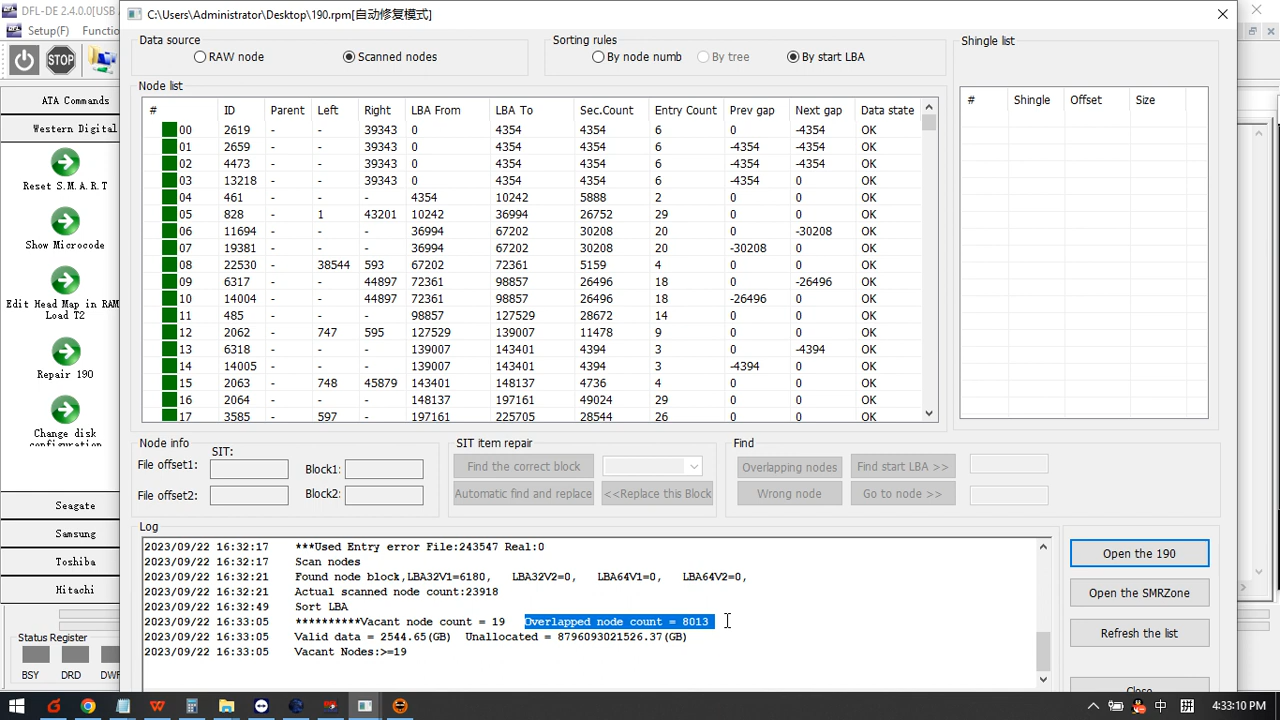 DFL-DE 2.4.0.0[USB
C:\Users\Administrator\Desktop\190.rpm[自动修复模式]
Setup(F) Functio
STOP
ATA Commands
Western Digital
Reset S.M.A.R.T
Show Microcode
Edit Head Map in RAM
Load T2
Repair 190
Change disk
configuration
Seagate
Samsung
Toshiba
Hitachi
Status Register
BSY DRD DWF
Data source
RAW node Scanned nodes
Sorting rules
By node numb By tree By start LBA
Shingle list
# Shingle Offset Size
Node list
# ID Parent Left Right LBA From LBA To Sec.Count Entry Count Prev gap Next gap Data state
00 2619 - - 39343 0 4354 4354 6 0 -4354 OK
01 2659 - - 39343 0 4354 4354 6 -4354 -4354 OK
02 4473 - - 39343 0 4354 4354 6 -4354 -4354 OK
03 13218 - - 39343 0 4354 4354 6 -4354 0 OK
04 461 - - - 4354 10242 5888 2 0 0 OK
05 828 - 1 43201 10242 36994 26752 29 0 0 OK
06 11694 - - - 36994 67202 30208 20 0 -30208 OK
07 19381 - - - 36994 67202 30208 20 -30208 0 OK
08 22530 - 38544 593 67202 72361 5159 4 0 0 OK
09 6317 - - 44897 72361 98857 26496 18 0 -26496 OK
10 14004 - - 44897 72361 98857 26496 18 -26496 0 OK
11 485 - - - 98857 127529 28672 14 0 0 OK
12 2062 - 747 595 127529 139007 11478 9 0 0 OK
13 6318 - - - 139007 143401 4394 3 0 -4394 OK
14 14005 - - - 139007 143401 4394 3 -4394 0 OK
15 2063 - 748 45879 143401 148137 4736 4 0 0 OK
16 2064 - - - 148137 197161 49024 29 0 0 OK
17 3585 - 597 - 197161 225705 28544 26 0 0 OK
Node info
SIT:
File offset1: Block1:
File offset2: Block2:
SIT item repair
Find the correct block
Automatic find and replace <<Replace this Block
Find
Overlapping nodes Find start LBA >>
Wrong node Go to node >>
Log
2023/09/22 16:32:17 ***Used Entry error File:243547 Real:0
2023/09/22 16:32:17 Scan nodes
2023/09/22 16:32:21 Found node block,LBA32V1=6180, LBA32V2=0, LBA64V1=0, LBA64V2=0,
2023/09/22 16:32:21 Actual scanned node count:23918
2023/09/22 16:32:49 Sort LBA
2023/09/22 16:33:05 **********Vacant node count = 19 Overlapped node count = 8013
2023/09/22 16:33:05 Valid data = 2544.65(GB) Unallocated = 8796093021526.37(GB)
2023/09/22 16:33:05 Vacant Nodes:>=19
Open the 190
Open the SMRZone
Refresh the list
Close
中 拼 4:33:10 PM